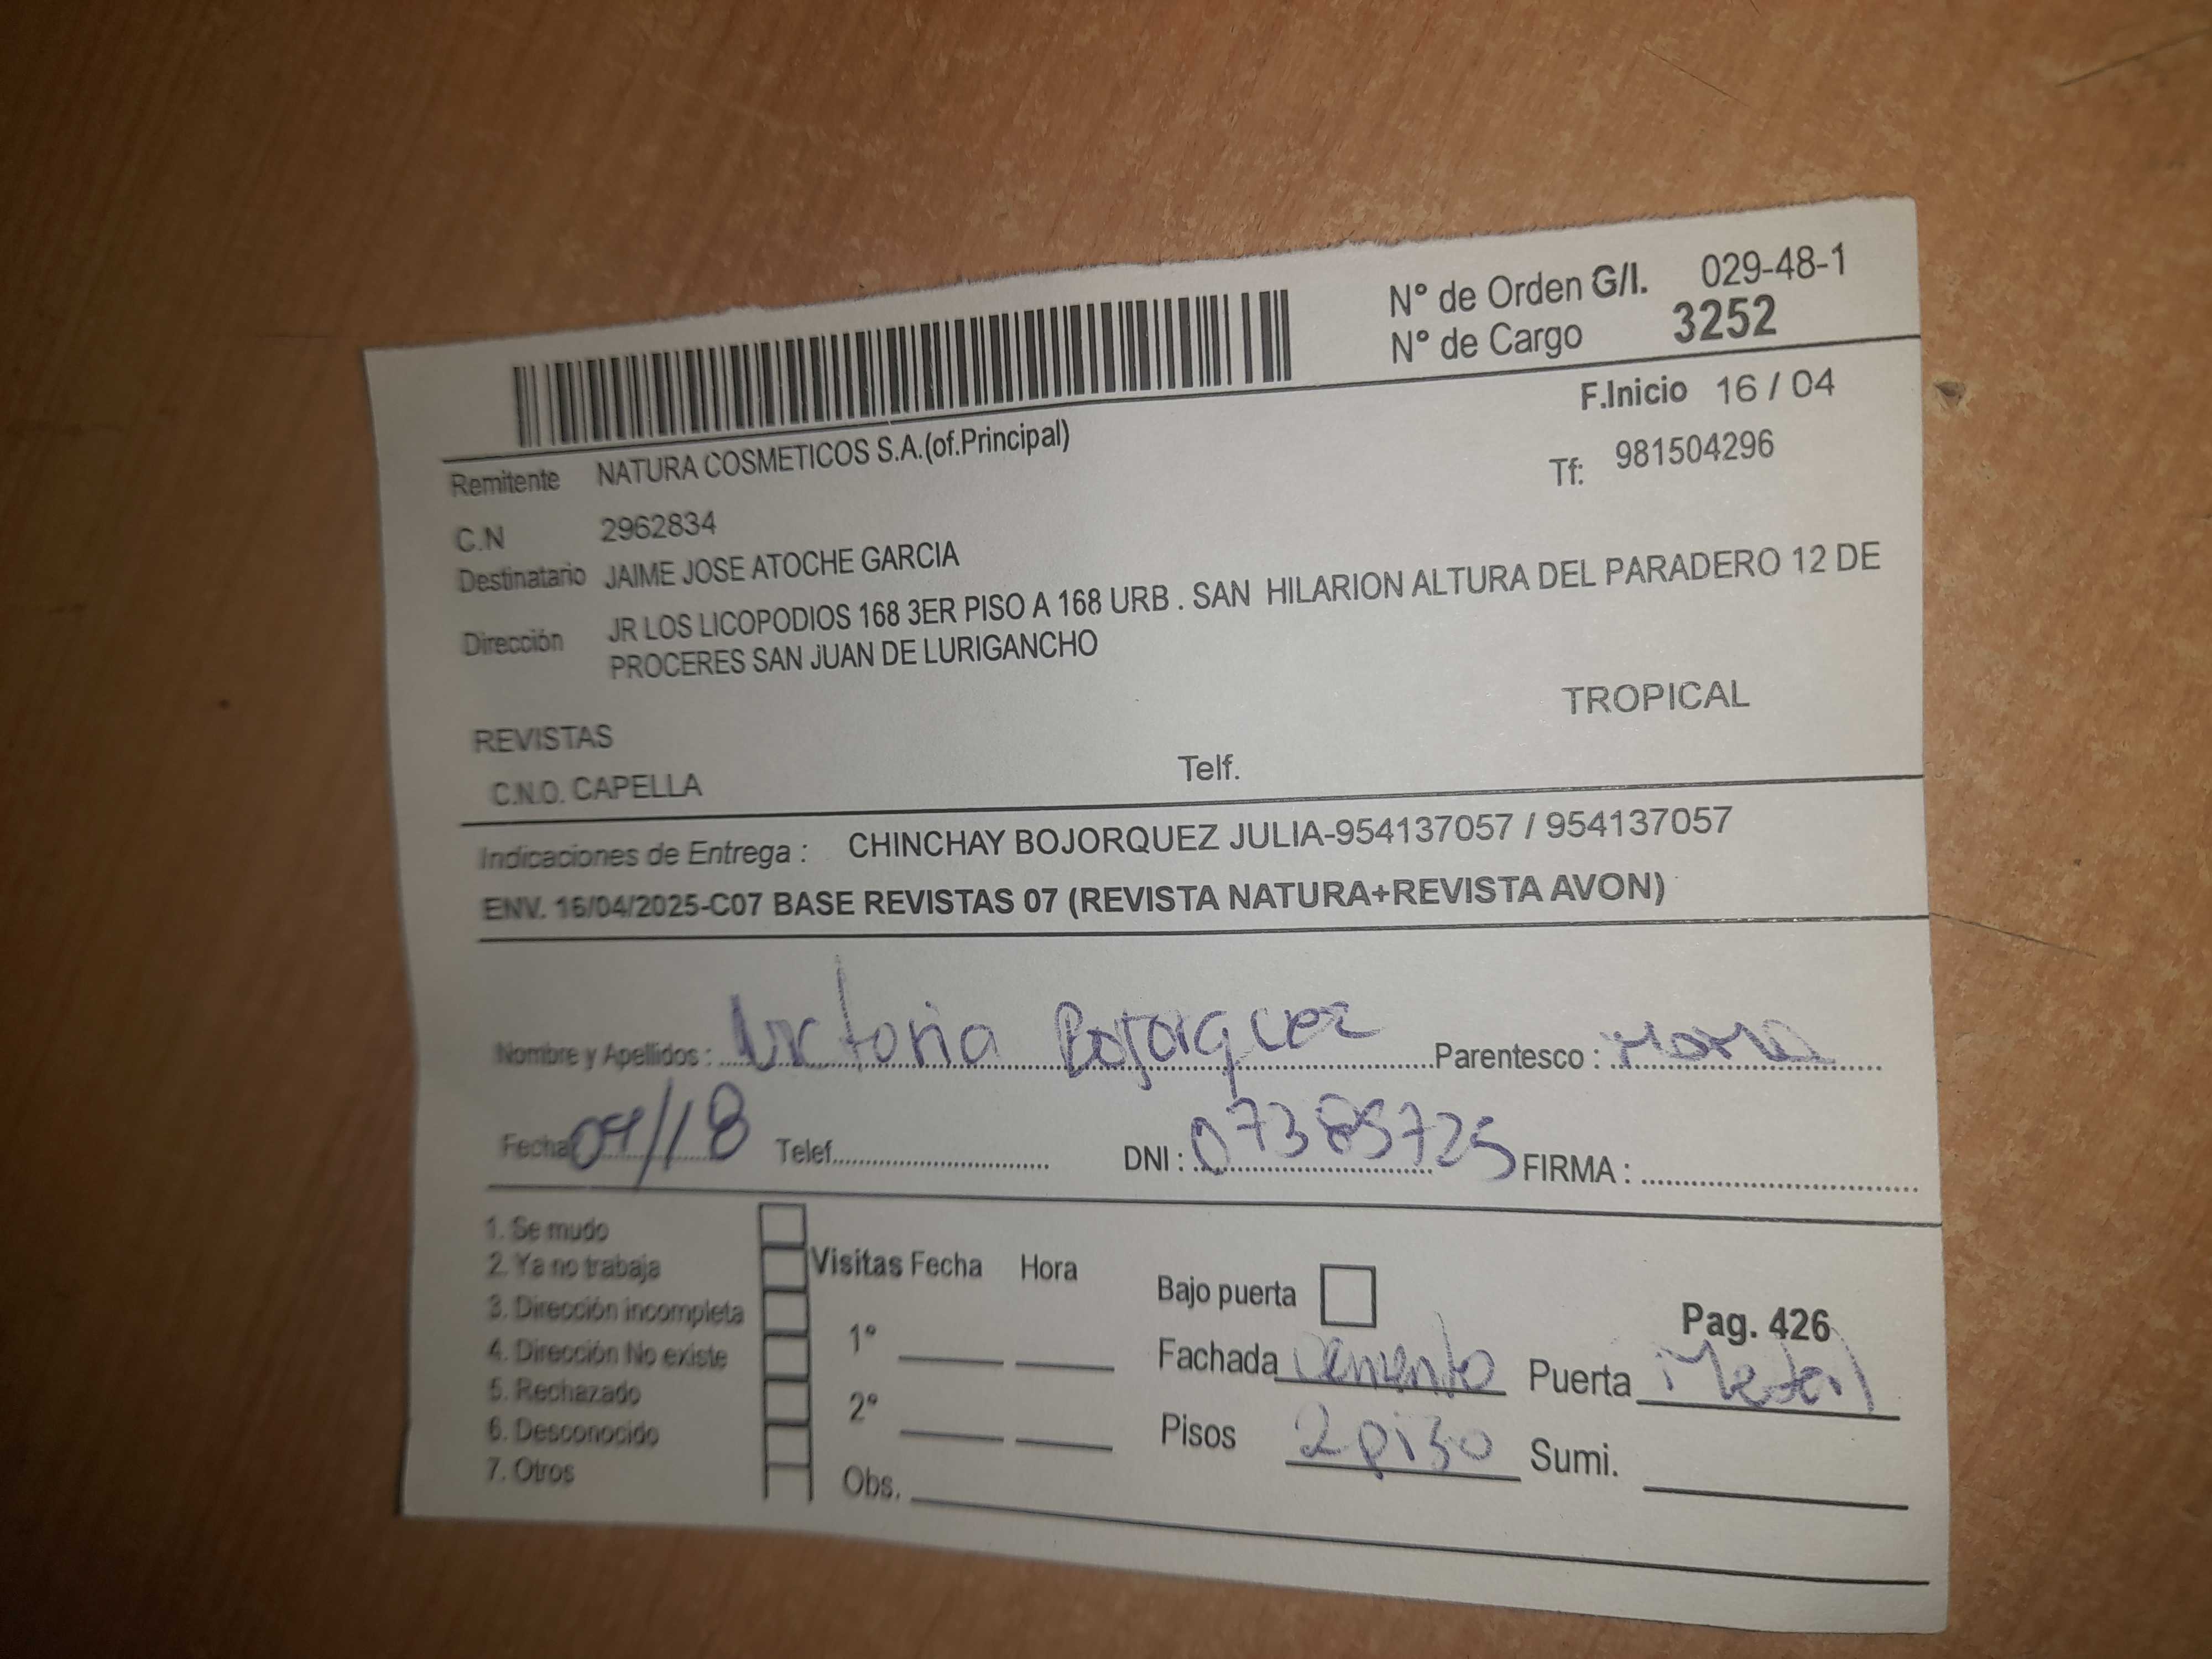 N° de Orden G/I. 029-48-1
N° de Cargo 3252
F.Inicio 16 / 04
Remitente NATURA COSMETICOS S.A.(of.Principal)
Tf: 981504296
C.N 2962834
Destinatario JAIME JOSE ATOCHE GARCIA
Dirección JR LOS LICOPODIOS 168 3ER PISO A 168 URB . SAN HILARION ALTURA DEL PARADERO 12 DE
PROCERES SAN JUAN DE LURIGANCHO
TROPICAL
REVISTAS
C.N.O. CAPELLA Telf.
Indicaciones de Entrega : CHINCHAY BOJORQUEZ JULIA-954137057 / 954137057
ENV. 16/04/2025-C07 BASE REVISTAS 07 (REVISTA NATURA+REVISTA AVON)
Nombre y Apellidos : Victoria Bojorquez Parentesco : Mama
Fecha 04/18 Telef. DNI : 07385725 FIRMA :
1. Se mudo
2. Ya no trabaja
3. Dirección incompleta
4. Dirección No existe
5. Rechazado
6. Desconocido
7. Otros
Visitas Fecha Hora
1°
2°
Obs.
Bajo puerta
Pag. 426
Fachada Cemento Puerta Metal
Pisos 2 pizo Sumi.